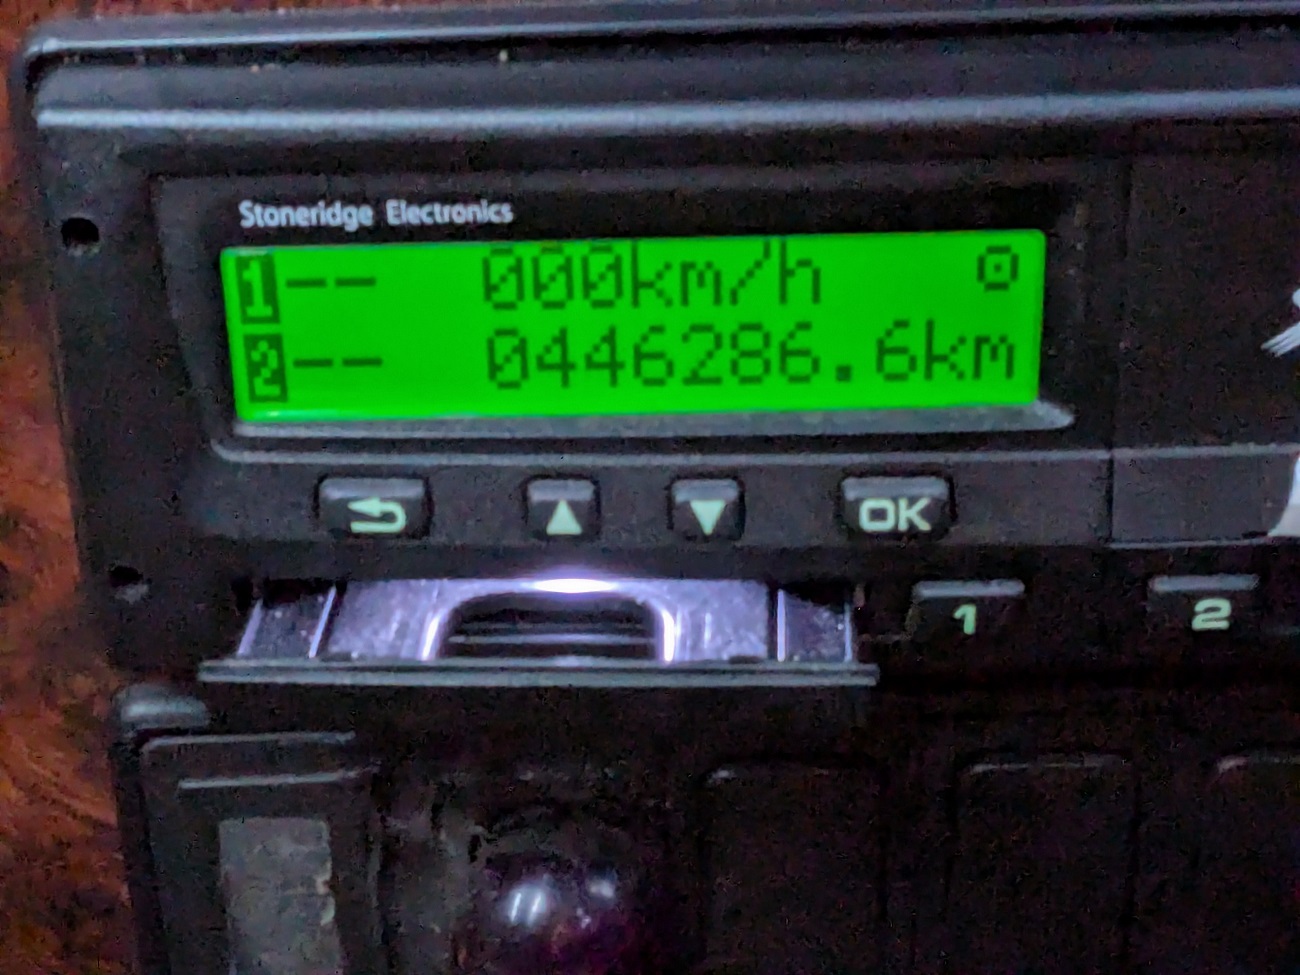 Stoneridge Electronics
1-- 000km/h
2-- 0446286.6km
OK
1 2